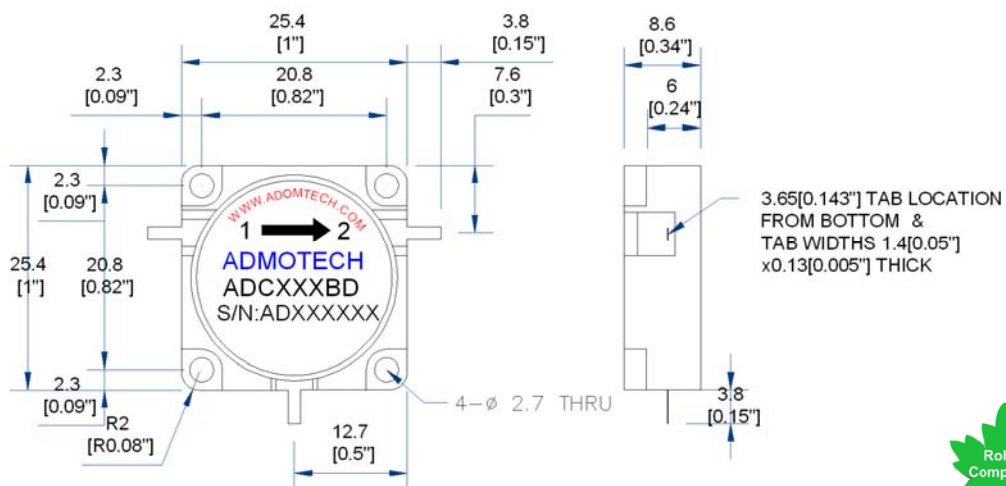 25.4
[1"]
3.8
[0.15"]
8.6
[0.34"]
2.3
[0.09"]
20.8
[0.82"]
7.6
[0.3"]
6
[0.24"]
2.3
[0.09"]
25.4
[1"]
20.8
[0.82"]
2.3
[0.09"]
R2
[R0.08"]
WWW.ADOMTECH.COM
1 2
ADMOTECH
ADCXXXBD
S/N:ADXXXXXX
3.65[0.143"] TAB LOCATION
FROM BOTTOM &
TAB WIDTHS 1.4[0.05"]
x0.13[0.005"] THICK
4-ø 2.7 THRU
12.7
[0.5"]
3.8
[0.15"]